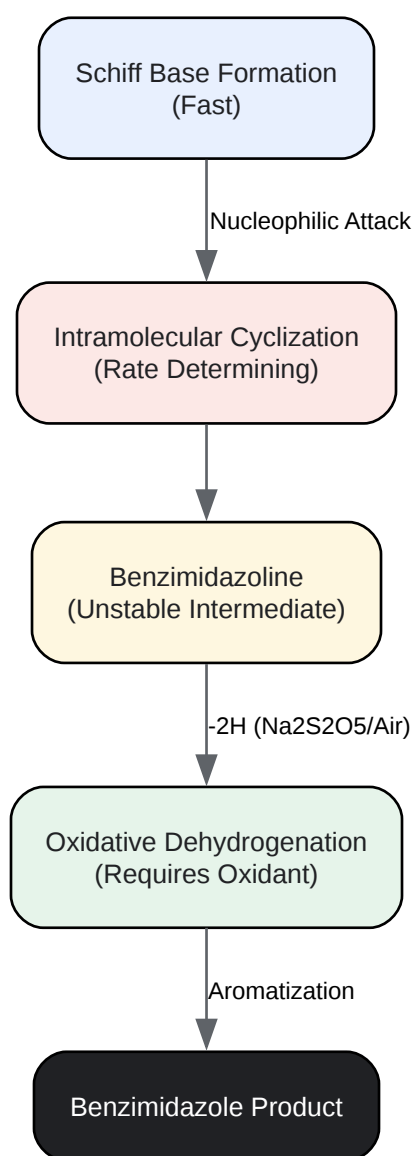 Schiff Base Formation
(Fast)
Nucleophilic Attack
Intramolecular Cyclization
(Rate Determining)
Benzimidazoline
(Unstable Intermediate)
-2H (Na2S2O5/Air)
Oxidative Dehydrogenation
(Requires Oxidant)
Aromatization
Benzimidazole Product